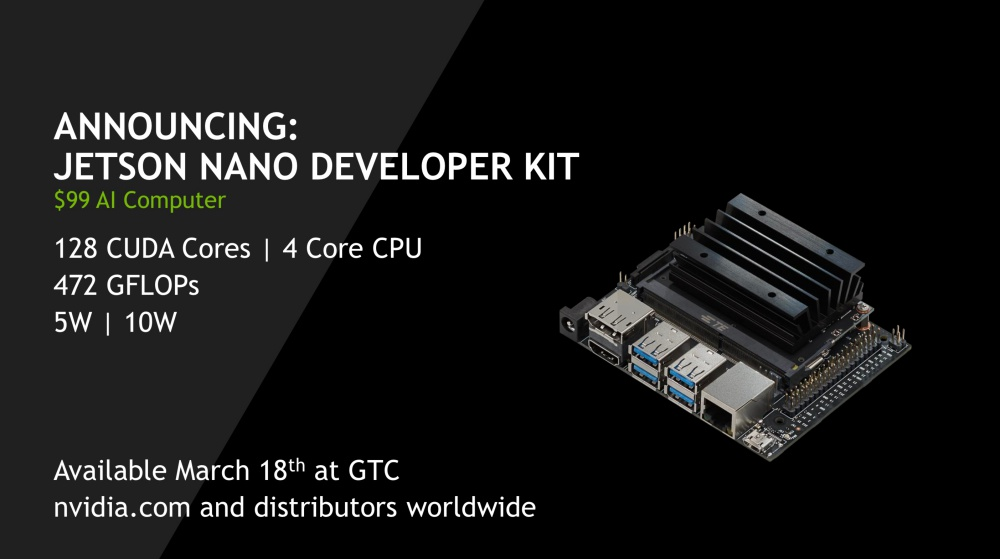 ANNOUNCING:
JETSON NANO DEVELOPER KIT
$99 AI Computer
128 CUDA Cores | 4 Core CPU
472 GFLOPs
5W | 10W
Available March 18th at GTC
nvidia.com and distributors worldwide